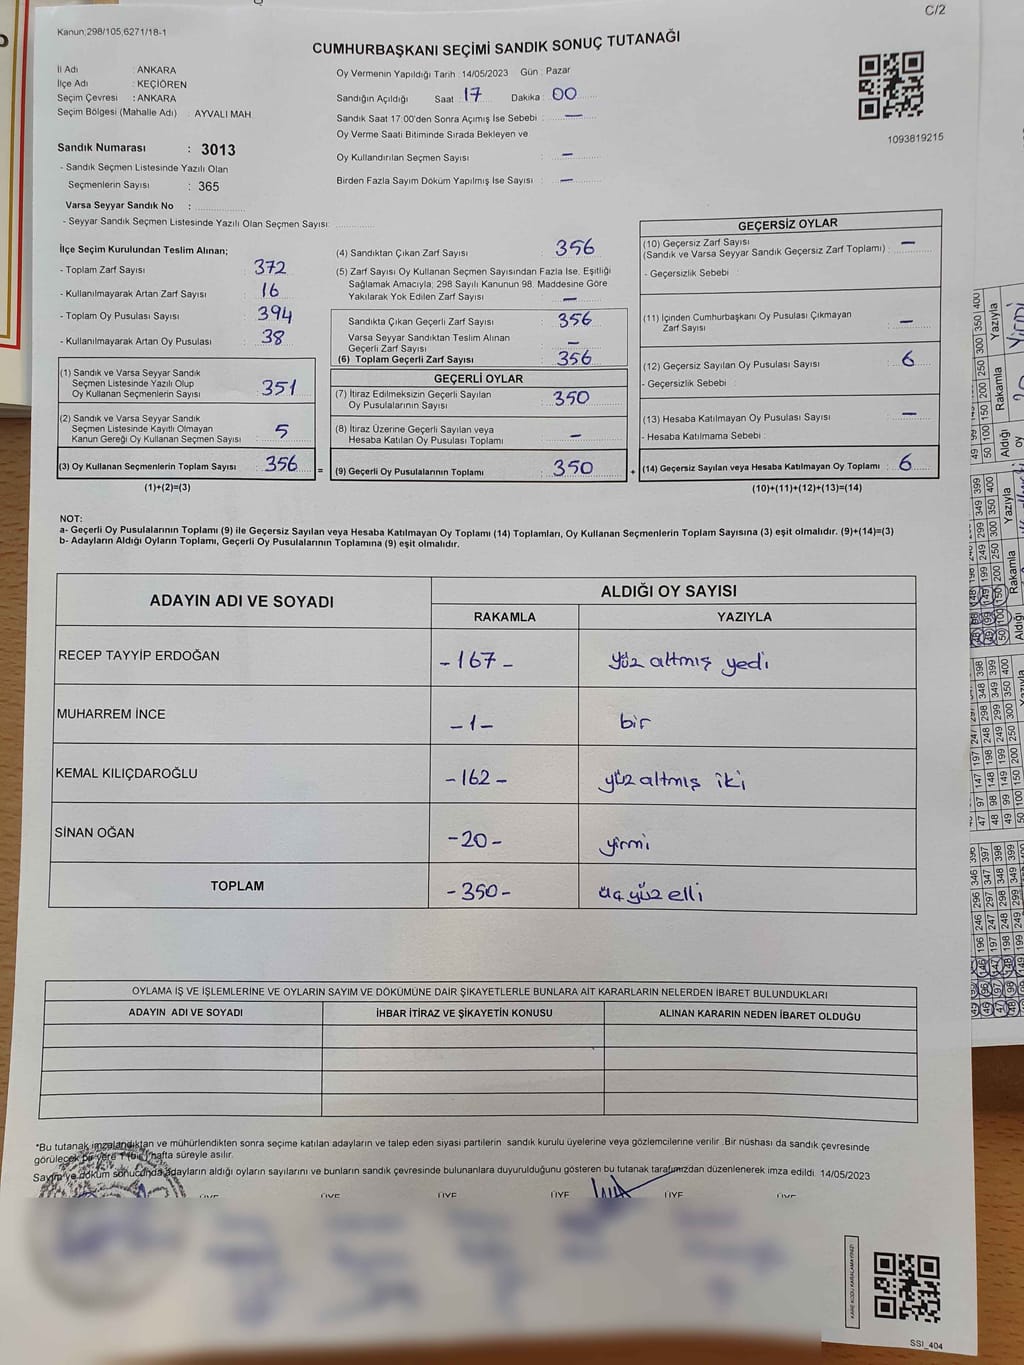 C/2
Kanun;298/105;6271/18-1
CUMHURBAŞKANI SEÇİMİ SANDIK SONUÇ TUTANAĞI
İl Adı : ANKARA
İlçe Adı : KEÇİÖREN
Seçim Çevresi : ANKARA
Seçim Bölgesi (Mahalle Adı) : AYVALI MAH
Sandık Numarası : 3013
- Sandık Seçmen Listesinde Yazılı Olan
Seçmenlerin Sayısı : 365
Varsa Seyyar Sandık No :
- Seyyar Sandık Seçmen Listesinde Yazılı Olan Seçmen Sayısı:
Oy Vermenin Yapıldığı Tarih : 14/05/2023 Gün : Pazar
Sandığın Açıldığı Saat : 17 Dakika : 00
Sandık Saat 17:00'den Sonra Açımış İse Sebebi : —
Oy Verme Saati Bitiminde Sırada Bekleyen ve
Oy Kullandırılan Seçmen Sayısı : —
Birden Fazla Sayım Döküm Yapılmış İse Sayısı : —
1093819215
İlçe Seçim Kurulundan Teslim Alınan;
- Toplam Zarf Sayısı : 372
- Kullanılmayarak Artan Zarf Sayısı : 16
- Toplam Oy Pusulası Sayısı : 394
- Kullanılmayarak Artan Oy Pusulası : 38
(1) Sandık ve Varsa Seyyar Sandık
Seçmen Listesinde Yazılı Olup
Oy Kullanan Seçmenlerin Sayısı : 351
(2) Sandık ve Varsa Seyyar Sandık
Seçmen Listesinde Kayıtlı Olmayan
Kanun Gereği Oy Kullanan Seçmen Sayısı : 5
(3) Oy Kullanan Seçmenlerin Toplam Sayısı : 356 =
(1)+(2)=(3)
(4) Sandıktan Çıkan Zarf Sayısı : 356
(5) Zarf Sayısı Oy Kullanan Seçmen Sayısından Fazla İse, Eşitliği
Sağlamak Amacıyla; 298 Sayılı Kanunun 98. Maddesine Göre
Yakılarak Yok Edilen Zarf Sayısı : —
Sandıkta Çıkan Geçerli Zarf Sayısı : 356
Varsa Seyyar Sandıktan Teslim Alınan
Geçerli Zarf Sayısı : —
(6) Toplam Geçerli Zarf Sayısı : 356
GEÇERLİ OYLAR
(7) İtiraz Edilmeksizin Geçerli Sayılan
Oy Pusulalarının Sayısı : 350
(8) İtiraz Üzerine Geçerli Sayılan veya
Hesaba Katılan Oy Pusulası Toplamı : —
(9) Geçerli Oy Pusulalarının Toplamı : 350 +
GEÇERSİZ OYLAR
(10) Geçersiz Zarf Sayısı
(Sandık ve Varsa Seyyar Sandık Geçersiz Zarf Toplamı) : —
- Geçersizlik Sebebi :
(11) İçinden Cumhurbaşkanı Oy Pusulası Çıkmayan
Zarf Sayısı : —
(12) Geçersiz Sayılan Oy Pusulası Sayısı : 6
- Geçersizlik Sebebi :
(13) Hesaba Katılmayan Oy Pusulası Sayısı : —
- Hesaba Katılmama Sebebi :
(14) Geçersiz Sayılan veya Hesaba Katılmayan Oy Toplamı : 6
(10)+(11)+(12)+(13)=(14)
NOT:
a- Geçerli Oy Pusulalarının Toplamı (9) ile Geçersiz Sayılan veya Hesaba Katılmayan Oy Toplamı (14) Toplamları, Oy Kullanan Seçmenlerin Toplam Sayısına (3) eşit olmalıdır. (9)+(14)=(3)
b- Adayların Aldığı Oyların Toplamı, Geçerli Oy Pusulalarının Toplamına (9) eşit olmalıdır.
ADAYIN ADI VE SOYADI ALDIĞI OY SAYISI
RAKAMLA YAZIYLA
RECEP TAYYİP ERDOĞAN -167- yüz altmış yedi
MUHARREM İNCE -1- bir
KEMAL KILIÇDAROĞLU -162- yüz altmış iki
SİNAN OĞAN -20- yirmi
TOPLAM -350- üç yüz elli
OYLAMA İŞ VE İŞLEMLERİNE VE OYLARIN SAYIM VE DÖKÜMÜNE DAİR ŞİKAYETLERLE BUNLARA AİT KARARLARIN NELERDEN İBARET BULUNDUKLARI
ADAYIN ADI VE SOYADI İHBAR İTİRAZ VE ŞİKAYETİN KONUSU ALINAN KARARIN NEDEN İBARET OLDUĞU
*Bu tutanak imzalandıktan ve mühürlendikten sonra seçime katılan adayların ve talep eden siyasi partilerin sandık kurulu üyelerine veya gözlemcilerine verilir. Bir nüshası da sandık çevresinde
görülecek bir yere 1 (bir) hafta süreyle asılır.
Sayım ve döküm sonucunda adayların aldığı oyların sayılarını ve bunların sandık çevresinde bulunanlara duyurulduğunu gösteren bu tutanak tarafımızdan düzenlenerek imza edildi. 14/05/2023
ÜYE ÜYE ÜYE ÜYE ÜYE ÜYE
KARE KODU KARALAMAYINIZ!
SSİ_404